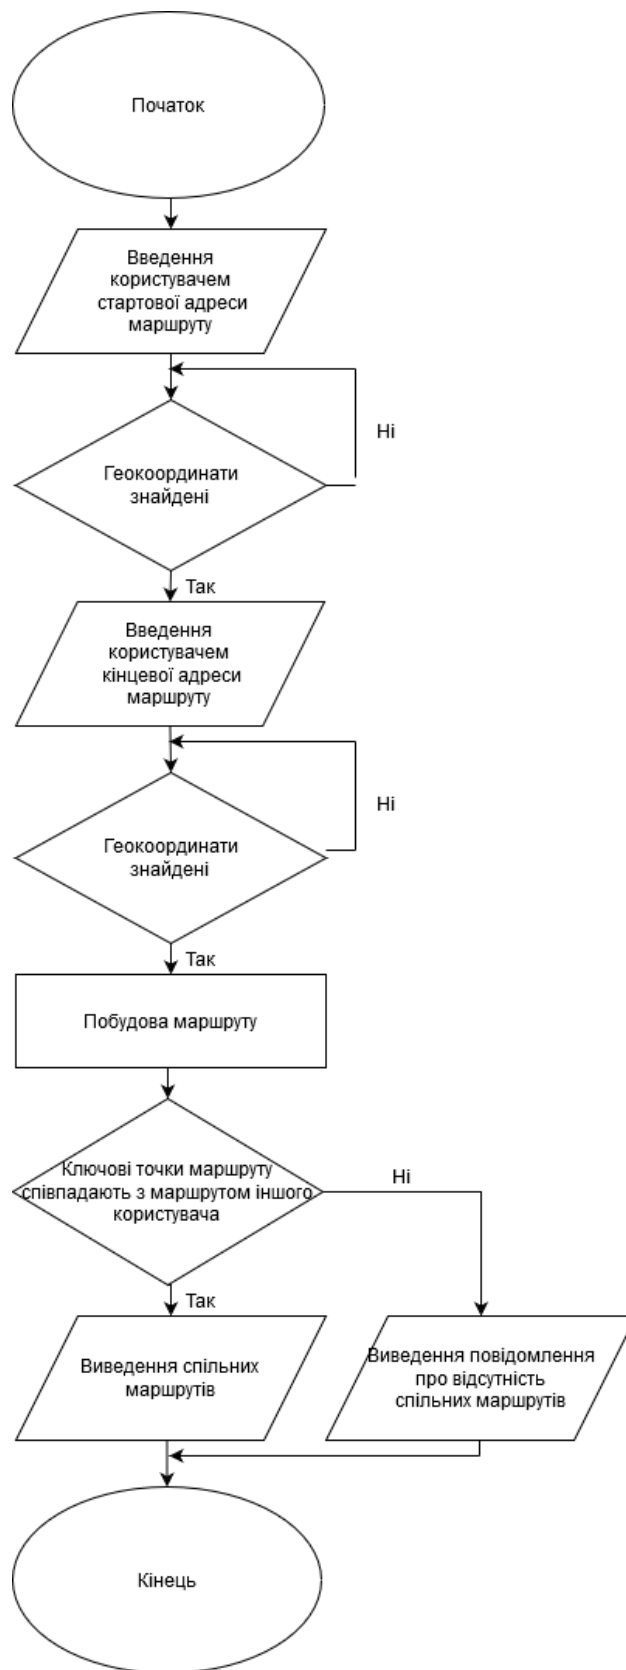 Початок
Введення
користувачем
стартової адреси
маршруту
Ні
Геокоординати
знайдені
Так
Введення
користувачем
кінцевої адреси
маршруту
Ні
Геокоординати
знайдені
Так
Побудова маршруту
Ключові точки маршруту
співпадають з маршрутом іншого
користувача
Ні
Так
Виведення спільних
маршрутів
Виведення повідомлення
про відсутність
спільних маршрутів
Кінець